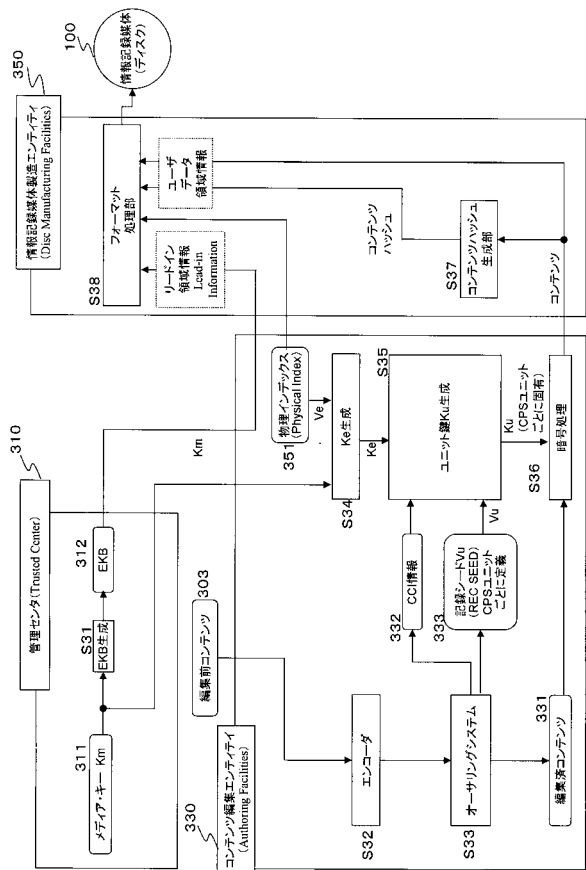 管理センタ(Trusted Center)
310
311
メディア・キー Km
S31
EKB生成
312
EKB
Km
330
コンテンツ編集エンティティ
(Authoring Facilities)
303
編集前コンテンツ
エンコーダ
S32
オーサリングシステム
S33
331
編集済コンテンツ
332
CCI情報
333
記録シードVu
(REC SEED)
CPSユニット
ごとに定義
Vu
351
物理インデックス
(Physical Index)
Ve
Ke生成
S34
Ke
S35
ユニット鍵Ku生成
Ku
(CPSユニット
ごとに固有)
暗号処理
S36
情報記録媒体製造エンティティ
(Disc Manufacturing Facilities)
350
フォーマット
処理部
S38
リードイン
領域情報
Lead-in
Information
ユーザ
データ
領域情報
コンテンツ
ハッシュ
S37
コンテンツハッシュ
生成部
コンテンツ
100
情報記録媒体
(ディスク)